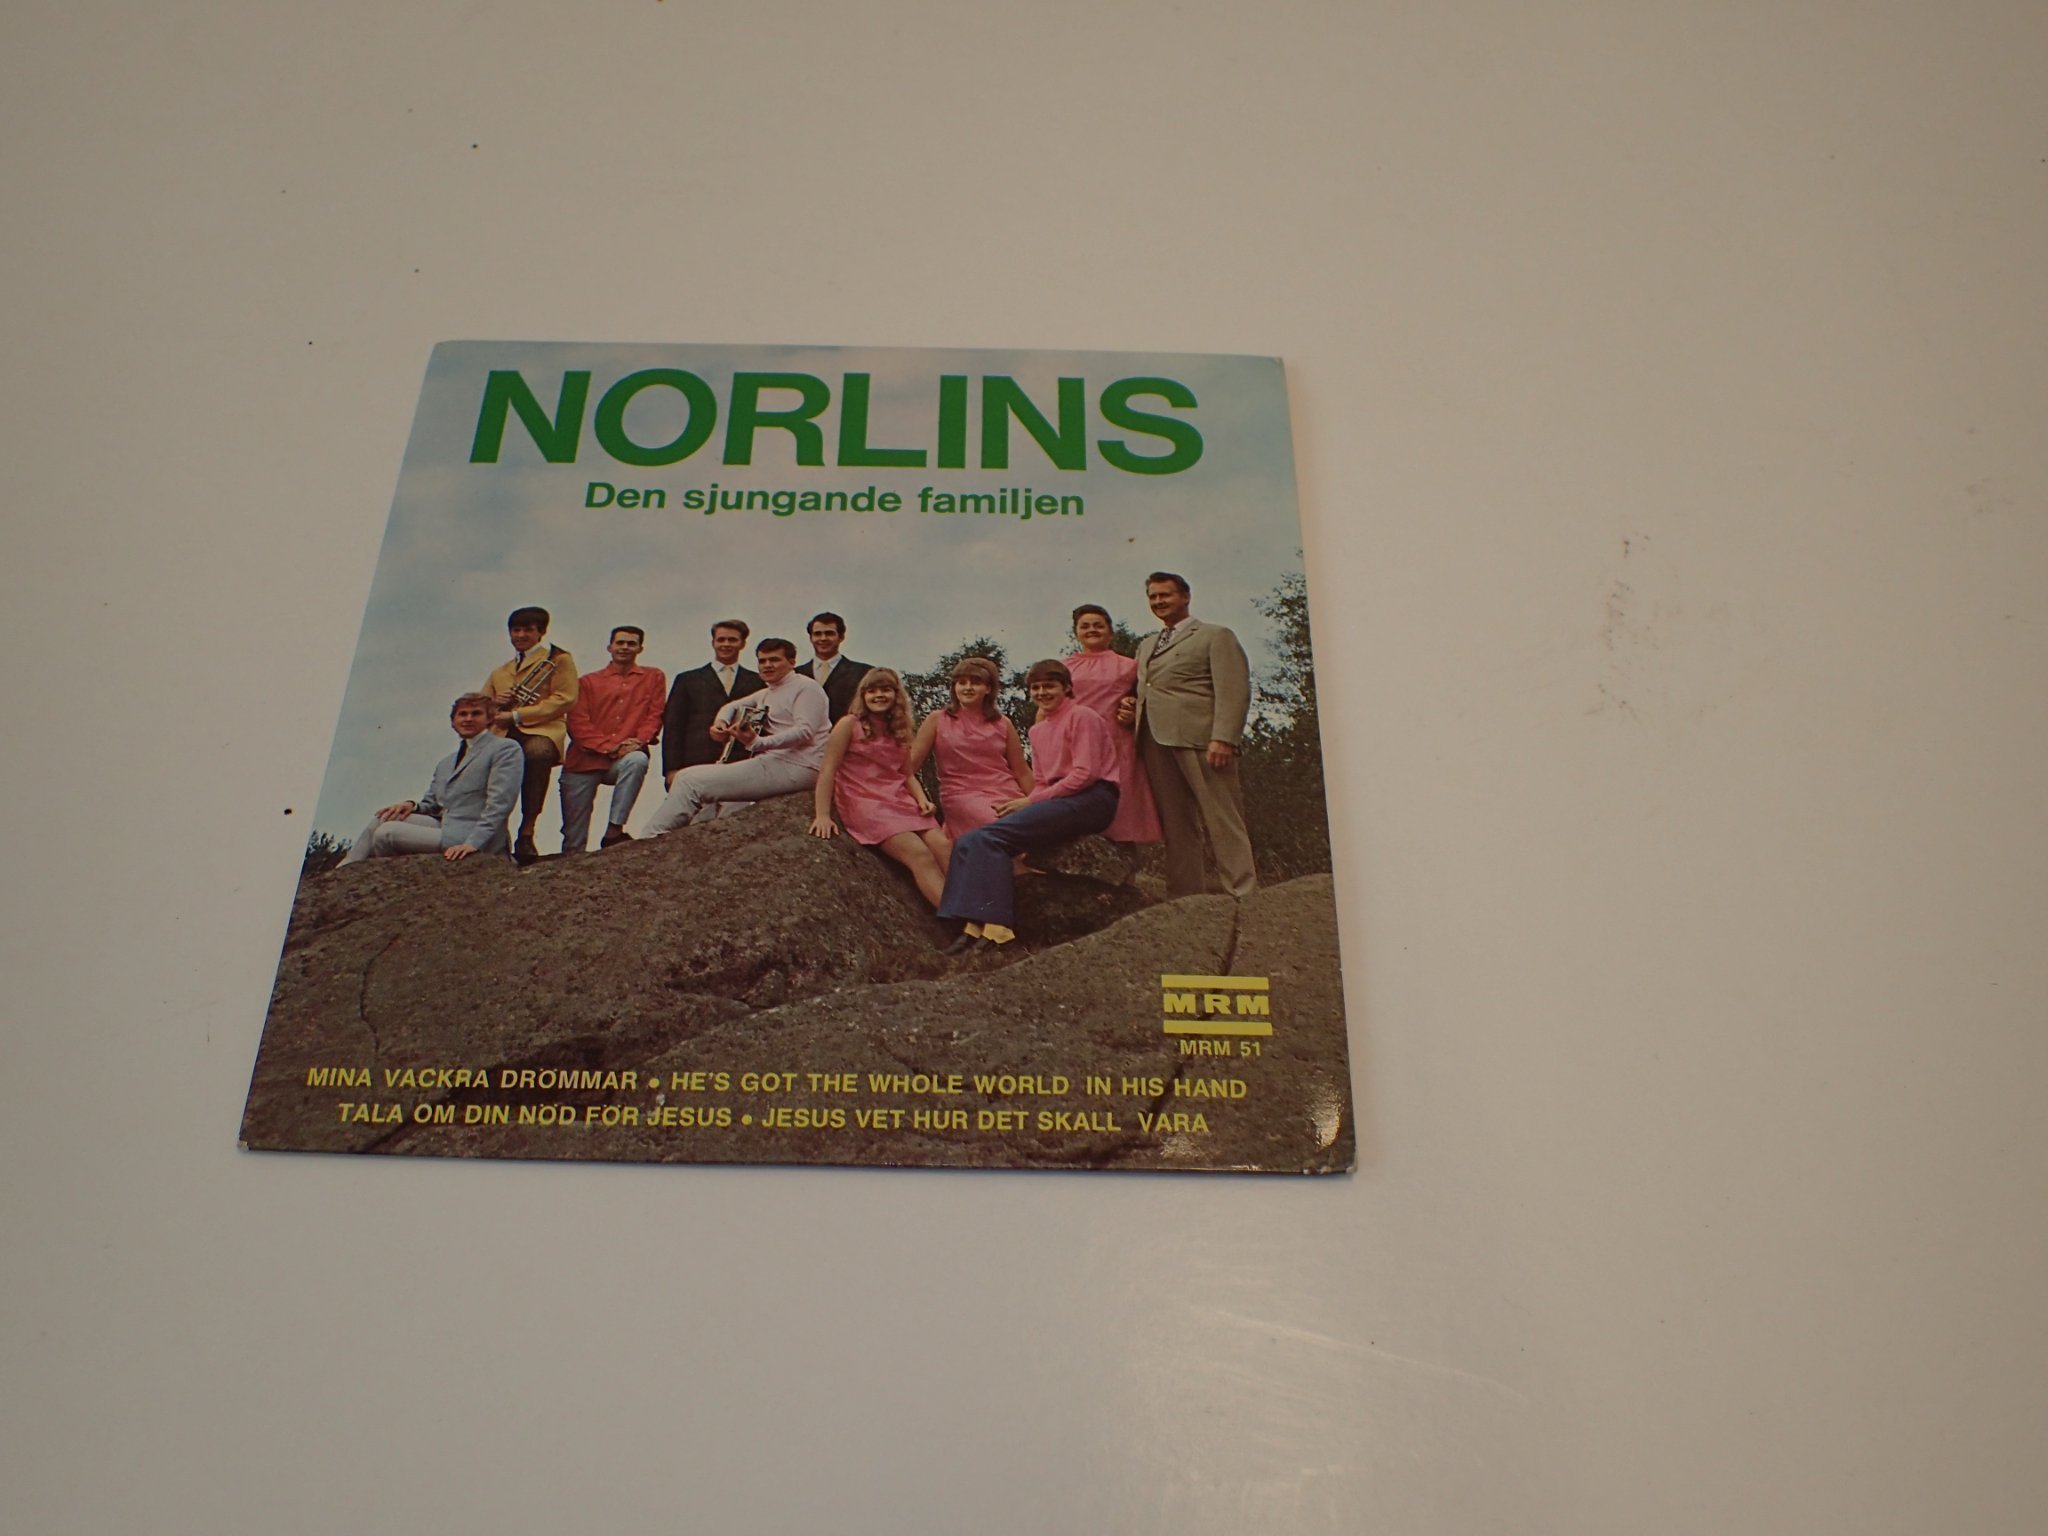 NORLINS
Den sjungande familjen
MRM
MRM 51
MINA VACKRA DRÖMMAR • HE'S GOT THE WHOLE WORLD IN HIS HAND
TALA OM DIN NÖD FÖR JESUS • JESUS VET HUR DET SKALL VARA